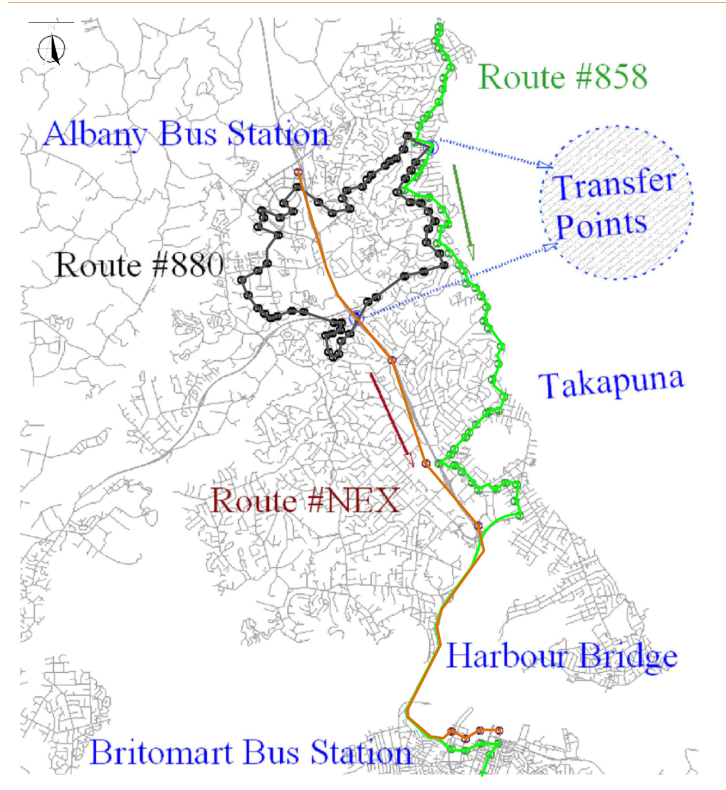 N
Route #858
Albany Bus Station
Transfer
Points
Route #880
Takapuna
Route #NEX
Harbour Bridge
Britomart Bus Station